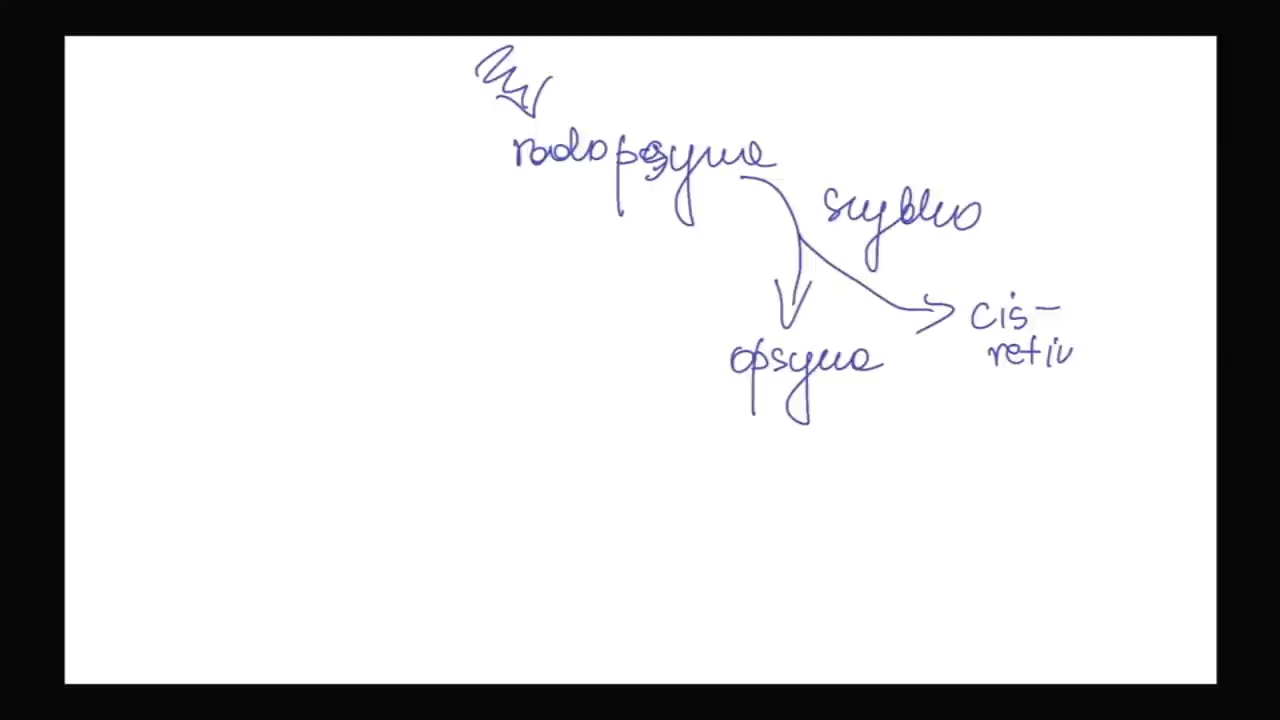 rodopsyna
szybko
opsyna
cis-
retin